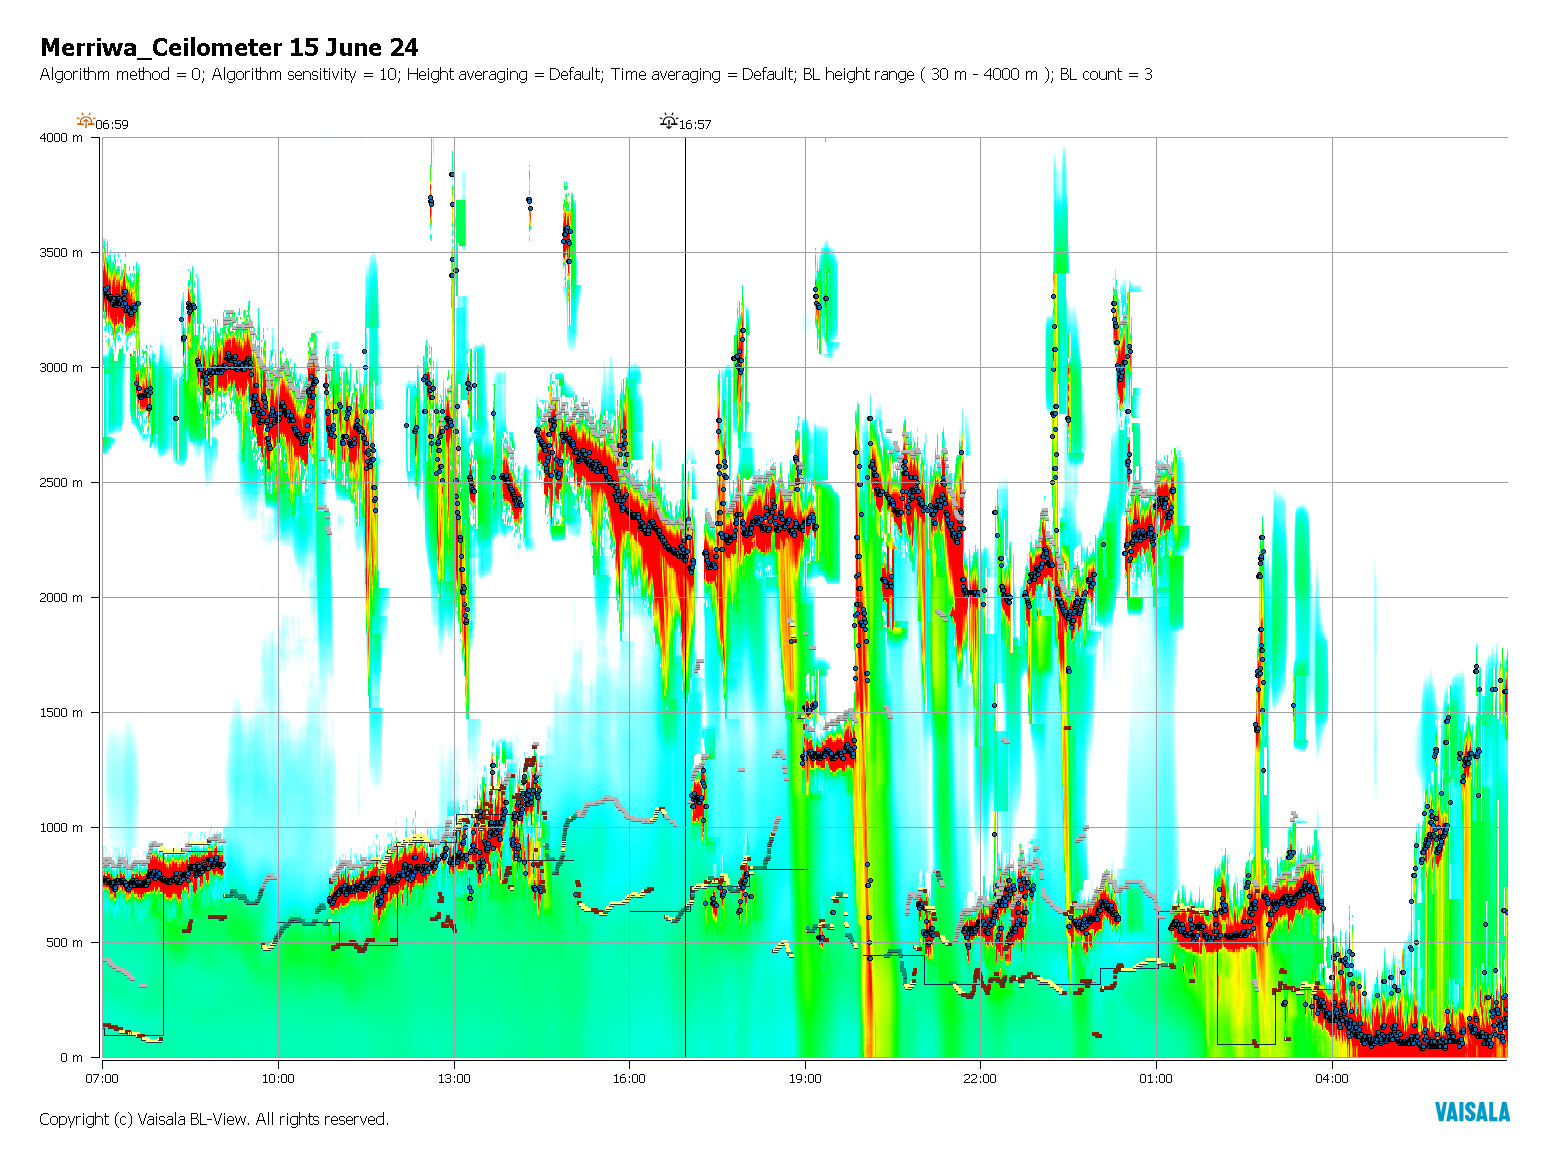 Merriwa_Ceilometer 15 June 24
Algorithm method = 0; Algorithm sensitivity = 10; Height averaging = Default; Time averaging = Default; BL height range ( 30 m - 4000 m ); BL count = 3
06:59
16:57
4000 m
3500 m
3000 m
2500 m
2000 m
1500 m
1000 m
500 m
0 m
07:00
10:00
13:00
16:00
19:00
22:00
01:00
04:00
Copyright (c) Vaisala BL-View. All rights reserved.
VAISALA